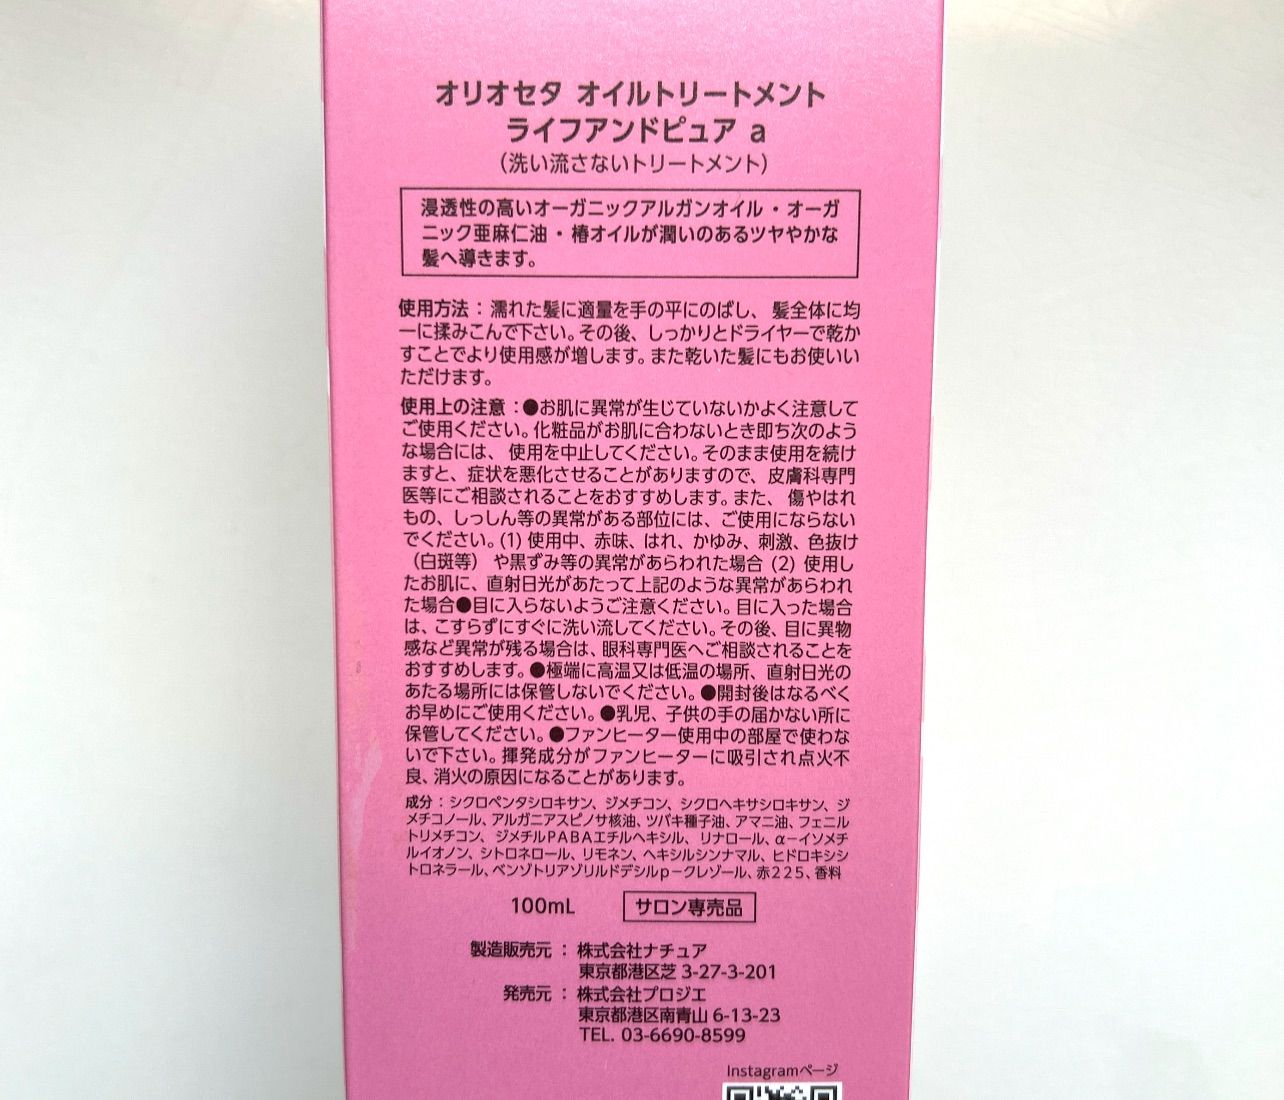 オリオセタ オイルトリートメント
ライフアンドピュア a
(洗い流さないトリートメント)
浸透性の高いオーガニックアルガンオイル・オーガ
ニック亜麻仁油・椿オイルが潤いのあるツヤやかな
髪へ導きます。
使用方法：濡れた髪に適量を手の平にのばし、髪全体に均
一に揉みこんで下さい。その後、しっかりとドライヤーで乾か
すことでより使用感が増します。また乾いた髪にもお使いい
ただけます。
使用上の注意：●お肌に異常が生じていないかよく注意して
ご使用ください。化粧品がお肌に合わないとき即ち次のよう
な場合には、使用を中止してください。そのまま使用を続け
ますと、症状を悪化させることがありますので、皮膚科専門
医等にご相談されることをおすすめします。また、傷やはれ
もの、しっしん等の異常がある部位には、ご使用にならない
でください。(1) 使用中、赤味、はれ、かゆみ、刺激、色抜け
（白斑等）や黒ずみ等の異常があらわれた場合 (2) 使用し
たお肌に、直射日光があたって上記のような異常があらわれ
た場合●目に入らないようご注意ください。目に入った場合
は、こすらずにすぐに洗い流してください。その後、目に異物
感など異常が残る場合は、眼科専門医へご相談されることを
おすすめします。●極端に高温又は低温の場所、直射日光の
あたる場所には保管しないでください。●開封後はなるべく
お早めにご使用ください。●乳児、子供の手の届かない所に
保管してください。●ファンヒーター使用中の部屋で使わな
いで下さい。揮発成分がファンヒーターに吸引され点火不
良、消火の原因になることがあります。
成分：シクロペンタシロキサン、ジメチコン、シクロヘキサシロキサン、ジ
メチコノール、アルガニアスピノサ核油、ツバキ種子油、アマニ油、フェニル
トリメチコン、ジメチルPABAエチルヘキシル、リナロール、α－イソメチ
ルイオノン、シトロネロール、リモネン、ヘキシルシンナマル、ヒドロキシシ
トロネラール、ベンゾトリアゾリルドデシルp－クレゾール、赤225、香料
100mL サロン専売品
製造販売元：株式会社ナチュア
東京都港区芝 3-27-3-201
発売元：株式会社プロジエ
東京都港区南青山 6-13-23
TEL. 03-6690-8599
Instagramページ